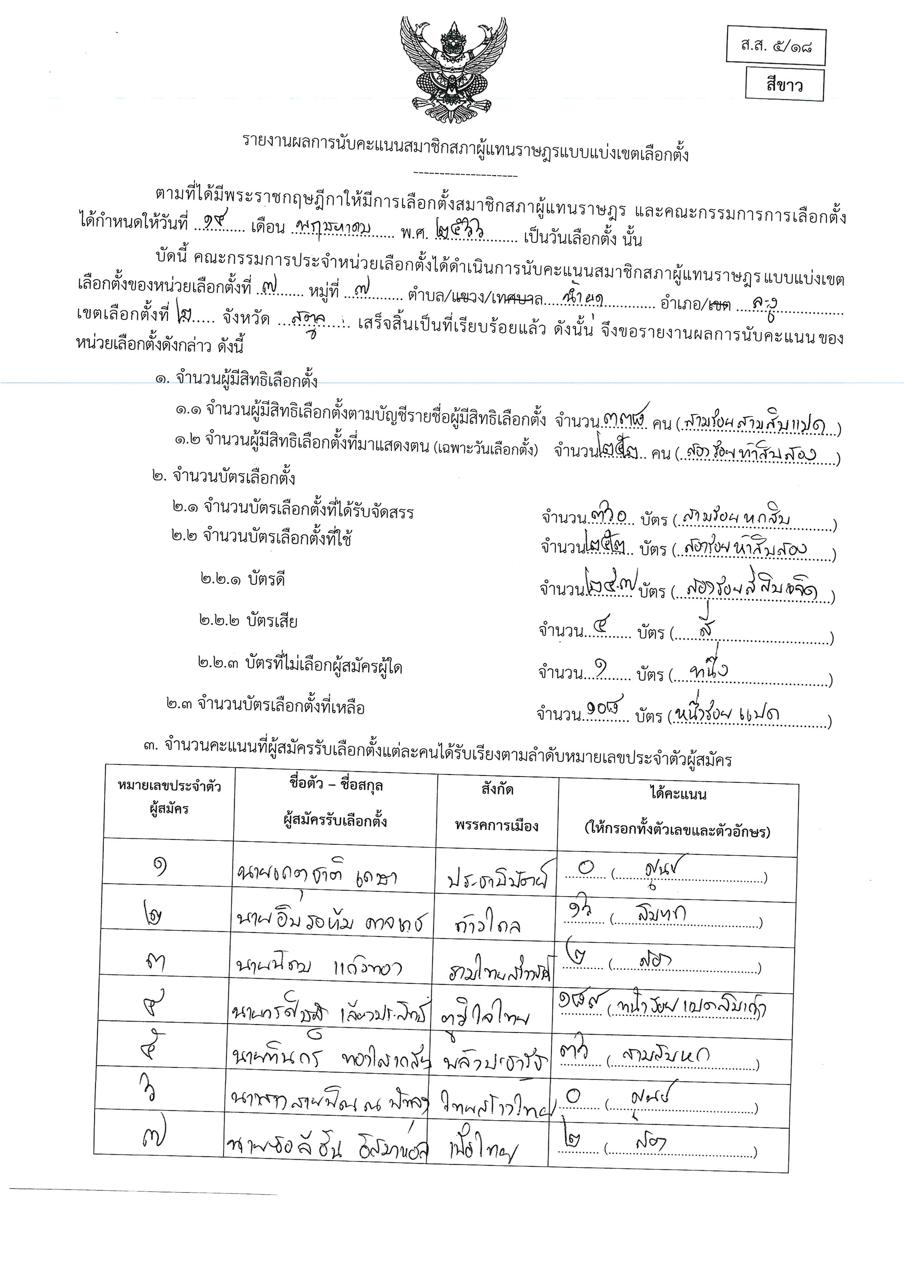 ส.ส. ๕/๑๘
สีขาว
รายงานผลการนับคะแนนสมาชิกสภาผู้แทนราษฎรแบบแบ่งเขตเลือกตั้ง
--------------------
ตามที่ได้มีพระราชกฤษฎีกาให้มีการเลือกตั้งสมาชิกสภาผู้แทนราษฎร และคณะกรรมการการเลือกตั้ง
ได้กำหนดให้วันที่ ๑๔ เดือน พฤษภาคม พ.ศ. ๒๕๖๖ เป็นวันเลือกตั้ง นั้น
บัดนี้ คณะกรรมการประจำหน่วยเลือกตั้งได้ดำเนินการนับคะแนนสมาชิกสภาผู้แทนราษฎรแบบแบ่งเขต
เลือกตั้งของหน่วยเลือกตั้งที่ ๗ หมู่ที่ ๗ ตำบล/แขวง/เทศบาล น้ำผุด อำเภอ/เขต ละงู
เขตเลือกตั้งที่ ๒ จังหวัด สตูล เสร็จสิ้นเป็นที่เรียบร้อยแล้ว ดังนั้น จึงขอรายงานผลการนับคะแนน ของ
หน่วยเลือกตั้งดังกล่าว ดังนี้
๑. จำนวนผู้มีสิทธิเลือกตั้ง
๑.๑ จำนวนผู้มีสิทธิเลือกตั้งตามบัญชีรายชื่อผู้มีสิทธิเลือกตั้ง จำนวน ๓๓๘ คน (สามร้อยสามสิบแปด)
๑.๒ จำนวนผู้มีสิทธิเลือกตั้งที่มาแสดงตน (เฉพาะวันเลือกตั้ง) จำนวน ๒๕๒ คน (สองร้อยห้าสิบสอง)
๒. จำนวนบัตรเลือกตั้ง
๒.๑ จำนวนบัตรเลือกตั้งที่ได้รับจัดสรร จำนวน ๓๖๐ บัตร (สามร้อยหกสิบ)
๒.๒ จำนวนบัตรเลือกตั้งที่ใช้ จำนวน ๒๕๒ บัตร (สองร้อยห้าสิบสอง)
๒.๒.๑ บัตรดี จำนวน ๒๔๗ บัตร (สองร้อยสี่สิบเจ็ด)
๒.๒.๒ บัตรเสีย จำนวน ๔ บัตร (สี่)
๒.๒.๓ บัตรที่ไม่เลือกผู้สมัครผู้ใด จำนวน ๑ บัตร (หนึ่ง)
๒.๓ จำนวนบัตรเลือกตั้งที่เหลือ จำนวน ๑๐๘ บัตร (หนึ่งร้อยแปด)
๓. จำนวนคะแนนที่ผู้สมัครรับเลือกตั้งแต่ละคนได้รับเรียงตามลำดับหมายเลขประจำตัวผู้สมัคร
หมายเลขประจำตัว ชื่อตัว – ชื่อสกุล สังกัด ได้คะแนน
ผู้สมัคร ผู้สมัครรับเลือกตั้ง พรรคการเมือง (ให้กรอกทั้งตัวเลขและตัวอักษร)
๑ นายเกตุชาติ เกษา ประชาธิปัตย์ ๐ (ศูนย์)
๒ นายอิบรอหีม ก้าวไกล ๑๖ (สิบหก)
๓ นายนิคม แก้วทอง รวมไทยสร้างชาติ ๒ (สอง)
๔ นายวรศิษฎ์ เลียงประสิทธิ์ ภูมิใจไทย ๑๘๙ (หนึ่งร้อยแปดสิบเก้า)
๕ นาย พลังประชารัฐ ๓๖ (สามสิบหก)
๖ นาย ไทยสร้างไทย ๐ (ศูนย์)
๗ นายฮอลีซัน เพื่อไทย ๒ (สอง)